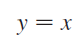 y = x